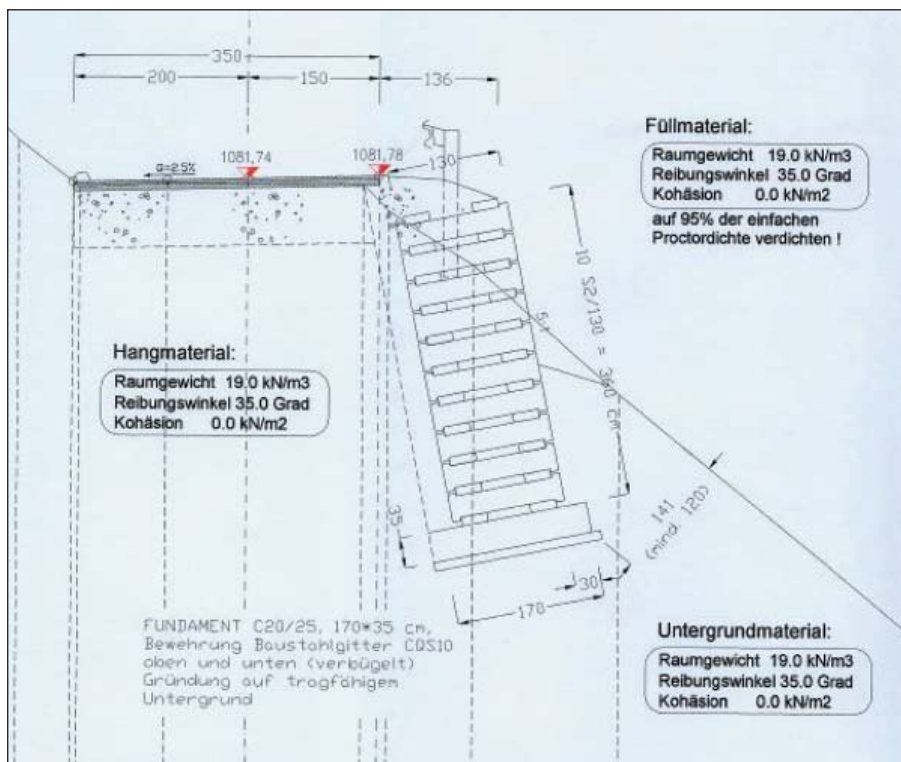 350
200
150
136
1081,74
1081,78
130
Q=2.5%
Füllmaterial:
Raumgewicht 19.0 kN/m3
Reibungswinkel 35.0 Grad
Kohäsion 0.0 kN/m2
auf 95% der einfachen
Proctordichte verdichten !
10 S2/130 = 360 cm
5:1
Hangmaterial:
Raumgewicht 19.0 kN/m3
Reibungswinkel 35.0 Grad
Kohäsion 0.0 kN/m2
35
141
(mind. 120)
30
170
FUNDAMENT C20/25, 170*35 cm,
Bewehrung Baustahlgitter CQS10
oben und unten (verbügelt)
Gründung auf tragfähigem
Untergrund
Untergrundmaterial:
Raumgewicht 19.0 kN/m3
Reibungswinkel 35.0 Grad
Kohäsion 0.0 kN/m2